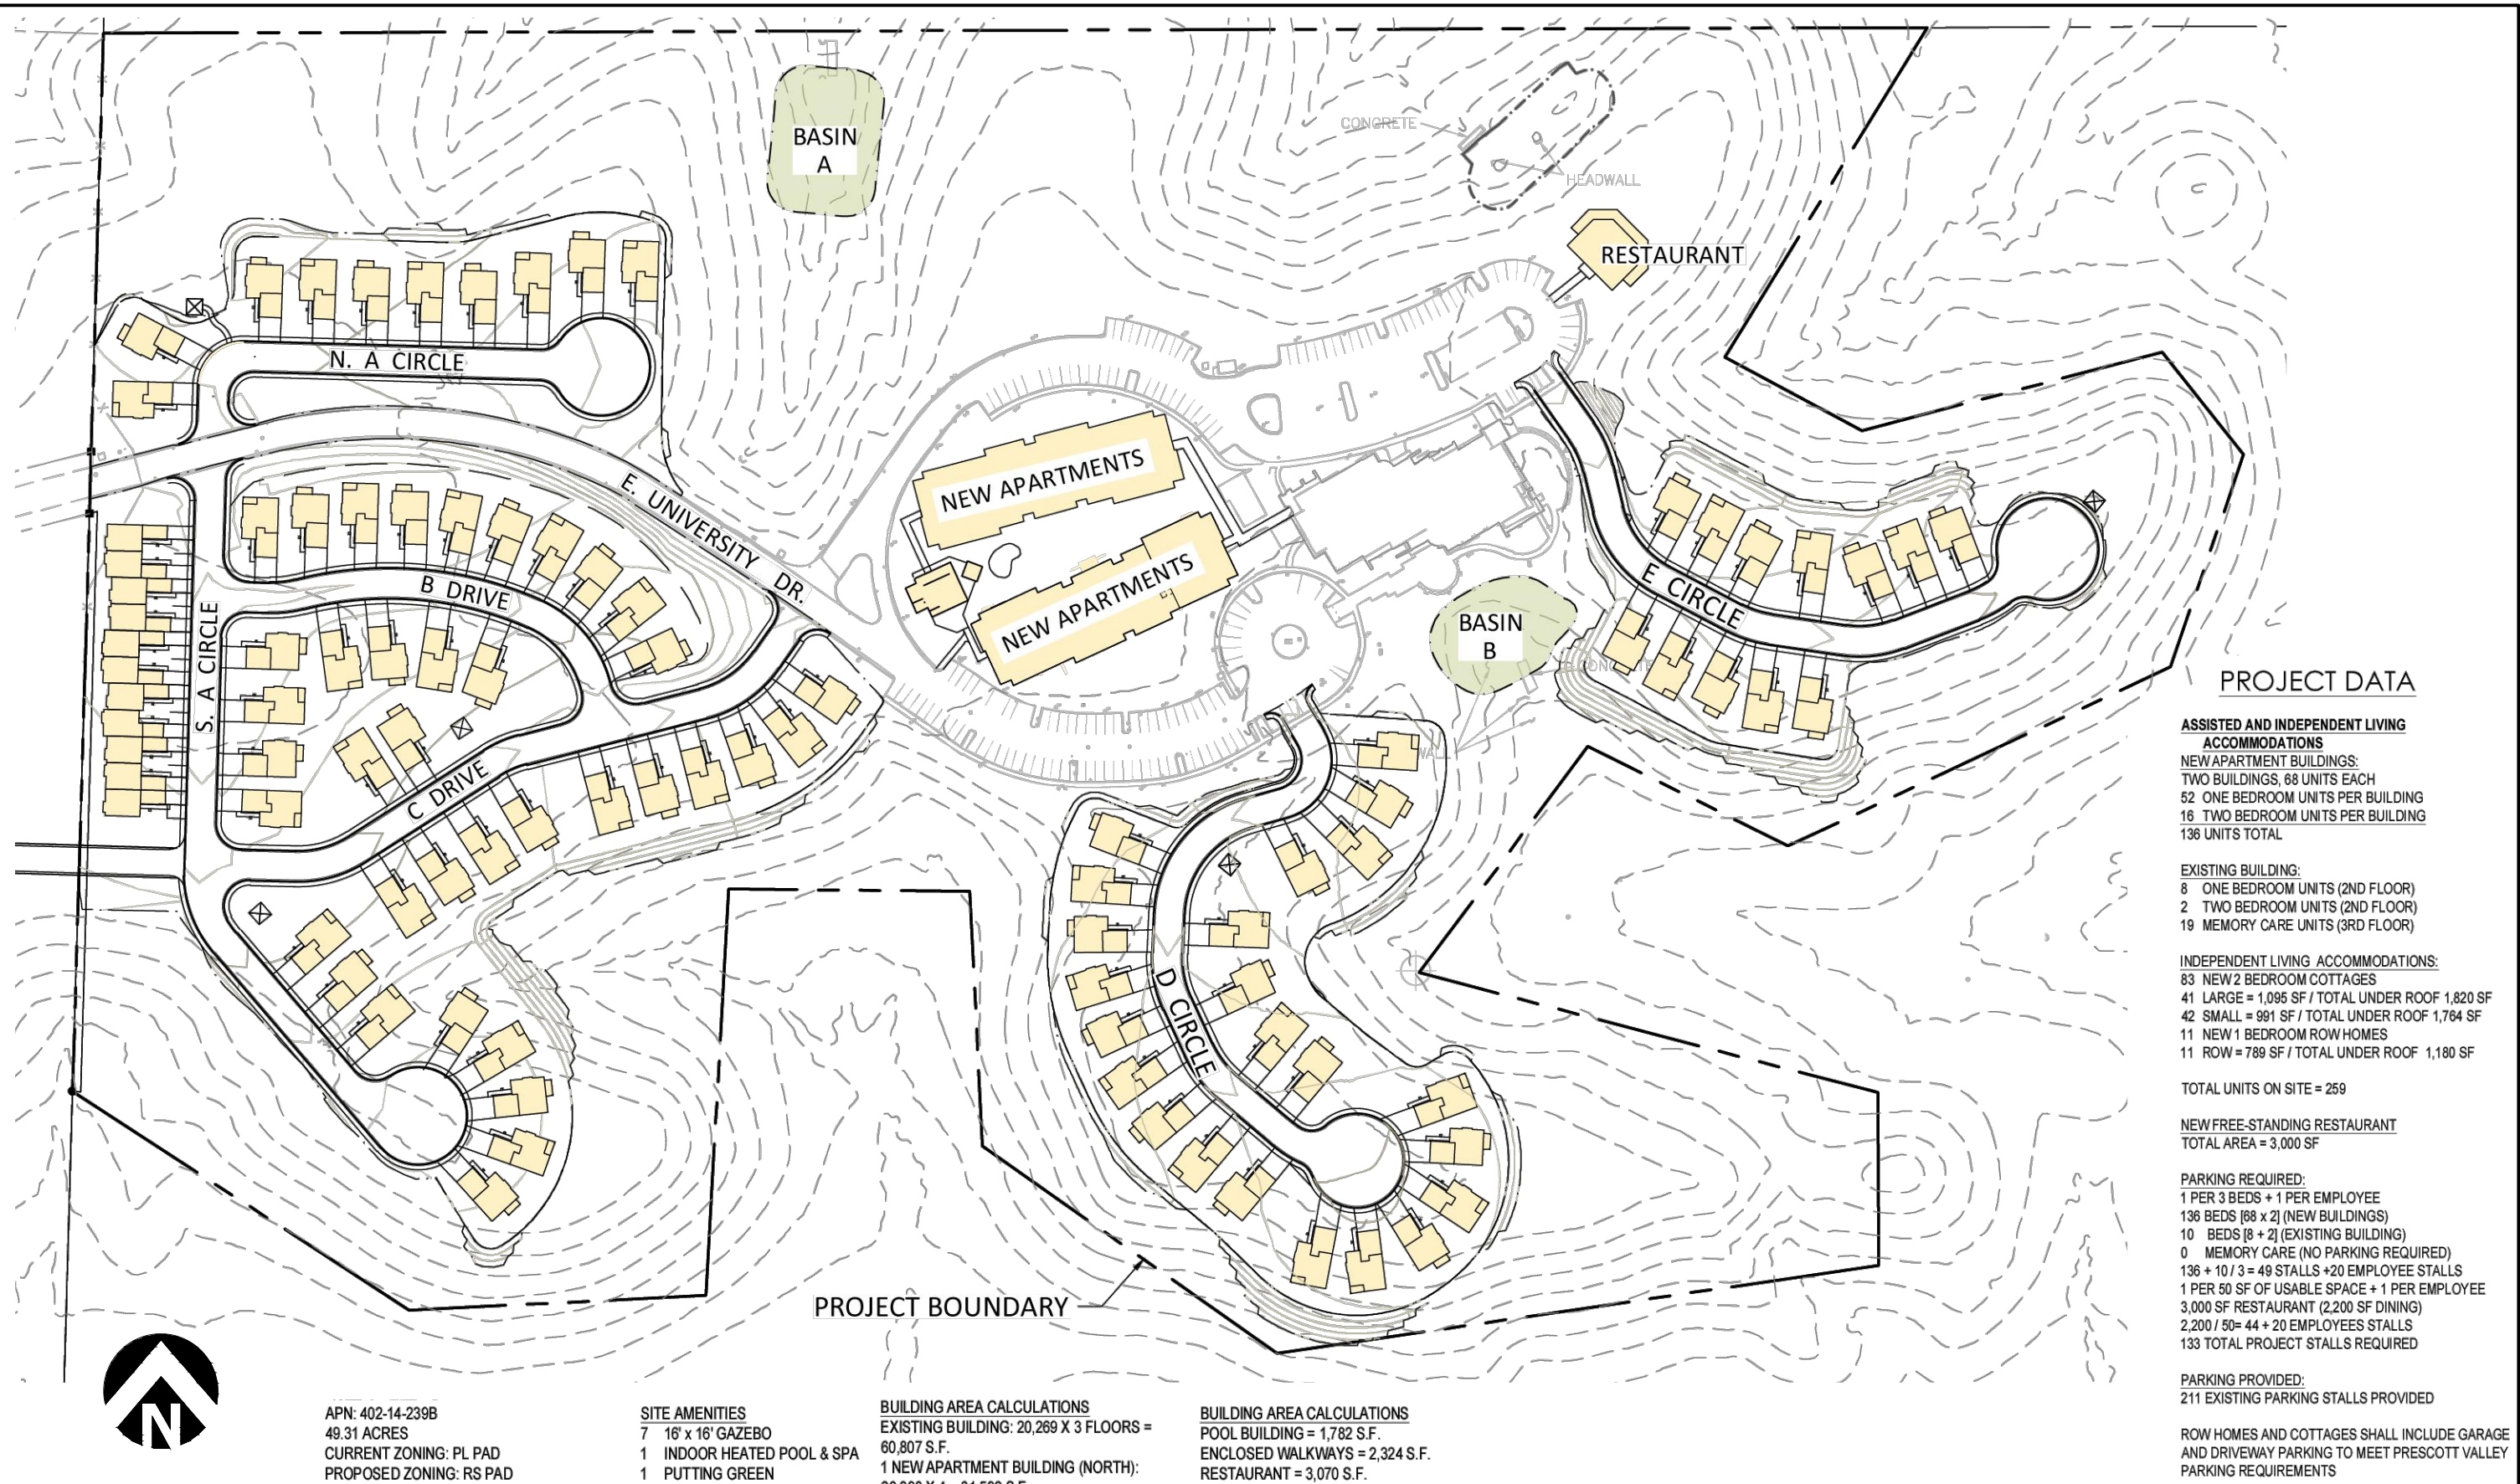 BASIN
A
CONCRETE
HEADWALL
RESTAURANT
N. A CIRCLE
NEW APARTMENTS
E. UNIVERSITY DR.
B DRIVE
NEW APARTMENTS
S. A CIRCLE
E CIRCLE
BASIN
B
CONCRETE
C DRIVE
D CIRCLE
PROJECT BOUNDARY
N
PROJECT DATA
ASSISTED AND INDEPENDENT LIVING
ACCOMMODATIONS
NEW APARTMENT BUILDINGS:
TWO BUILDINGS, 68 UNITS EACH
52 ONE BEDROOM UNITS PER BUILDING
16 TWO BEDROOM UNITS PER BUILDING
136 UNITS TOTAL
EXISTING BUILDING:
8 ONE BEDROOM UNITS (2ND FLOOR)
2 TWO BEDROOM UNITS (2ND FLOOR)
19 MEMORY CARE UNITS (3RD FLOOR)
INDEPENDENT LIVING ACCOMMODATIONS:
83 NEW 2 BEDROOM COTTAGES
41 LARGE = 1,095 SF / TOTAL UNDER ROOF 1,820 SF
42 SMALL = 991 SF / TOTAL UNDER ROOF 1,764 SF
11 NEW 1 BEDROOM ROW HOMES
11 ROW = 789 SF / TOTAL UNDER ROOF 1,180 SF
TOTAL UNITS ON SITE = 259
NEW FREE-STANDING RESTAURANT
TOTAL AREA = 3,000 SF
PARKING REQUIRED:
1 PER 3 BEDS + 1 PER EMPLOYEE
136 BEDS [68 x 2] (NEW BUILDINGS)
10 BEDS [8 + 2] (EXISTING BUILDING)
0 MEMORY CARE (NO PARKING REQUIRED)
136 + 10 / 3 = 49 STALLS +20 EMPLOYEE STALLS
1 PER 50 SF OF USABLE SPACE + 1 PER EMPLOYEE
3,000 SF RESTAURANT (2,200 SF DINING)
2,200 / 50= 44 + 20 EMPLOYEES STALLS
133 TOTAL PROJECT STALLS REQUIRED
PARKING PROVIDED:
211 EXISTING PARKING STALLS PROVIDED
ROW HOMES AND COTTAGES SHALL INCLUDE GARAGE
AND DRIVEWAY PARKING TO MEET PRESCOTT VALLEY
PARKING REQUIREMENTS
APN: 402-14-239B
49.31 ACRES
CURRENT ZONING: PL PAD
PROPOSED ZONING: RS PAD
SITE AMENITIES
7 16' x 16' GAZEBO
1 INDOOR HEATED POOL & SPA
1 PUTTING GREEN
BUILDING AREA CALCULATIONS
EXISTING BUILDING: 20,269 X 3 FLOORS =
60,807 S.F.
1 NEW APARTMENT BUILDING (NORTH):
BUILDING AREA CALCULATIONS
POOL BUILDING = 1,782 S.F.
ENCLOSED WALKWAYS = 2,324 S.F.
RESTAURANT = 3,070 S.F.